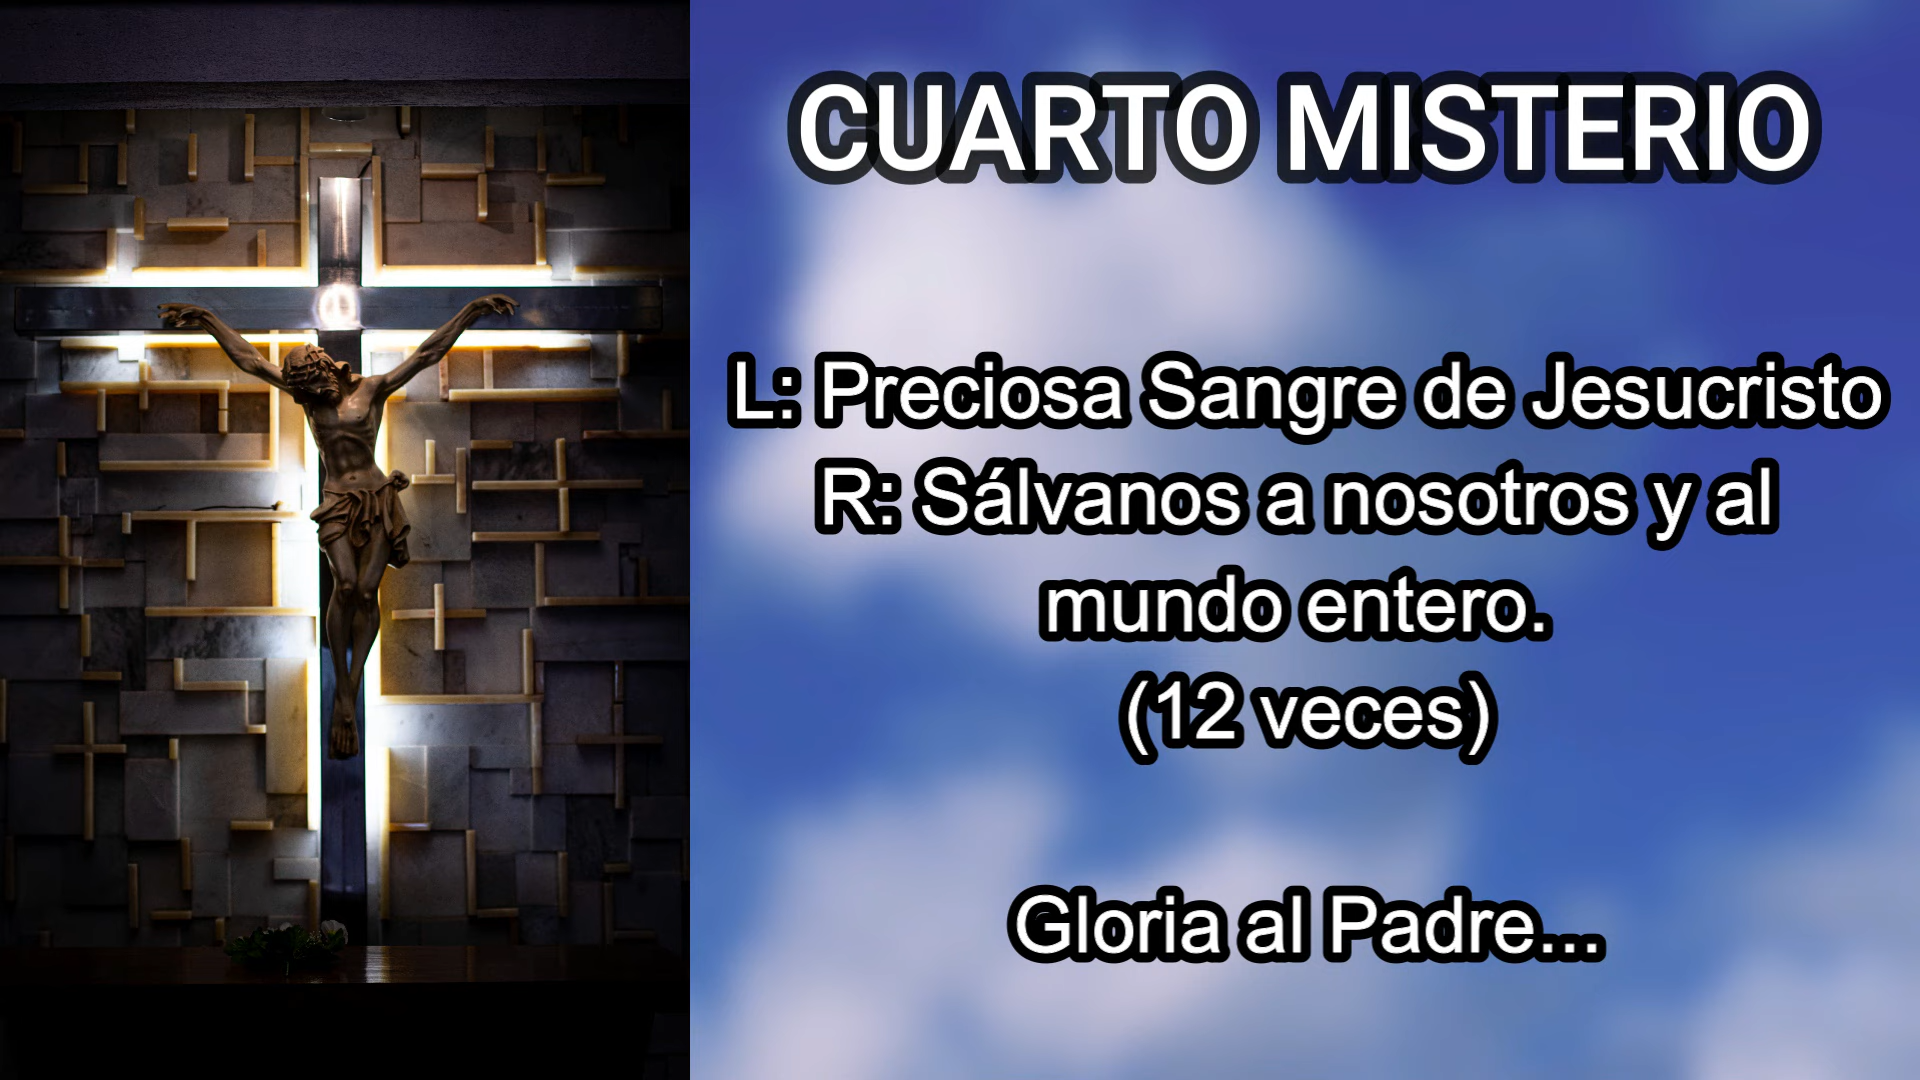 CUARTO MISTERIO
L: Preciosa Sangre de Jesucristo
R: Sálvanos a nosotros y al
mundo entero.
(12 veces)
Gloria al Padre...